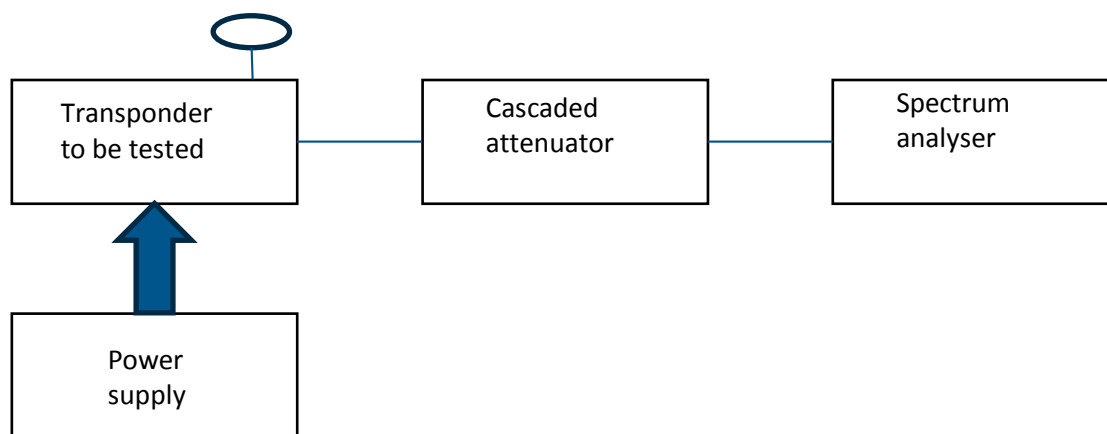 Transponder
to be tested
Cascaded
attenuator
Spectrum
analyser
Power
supply